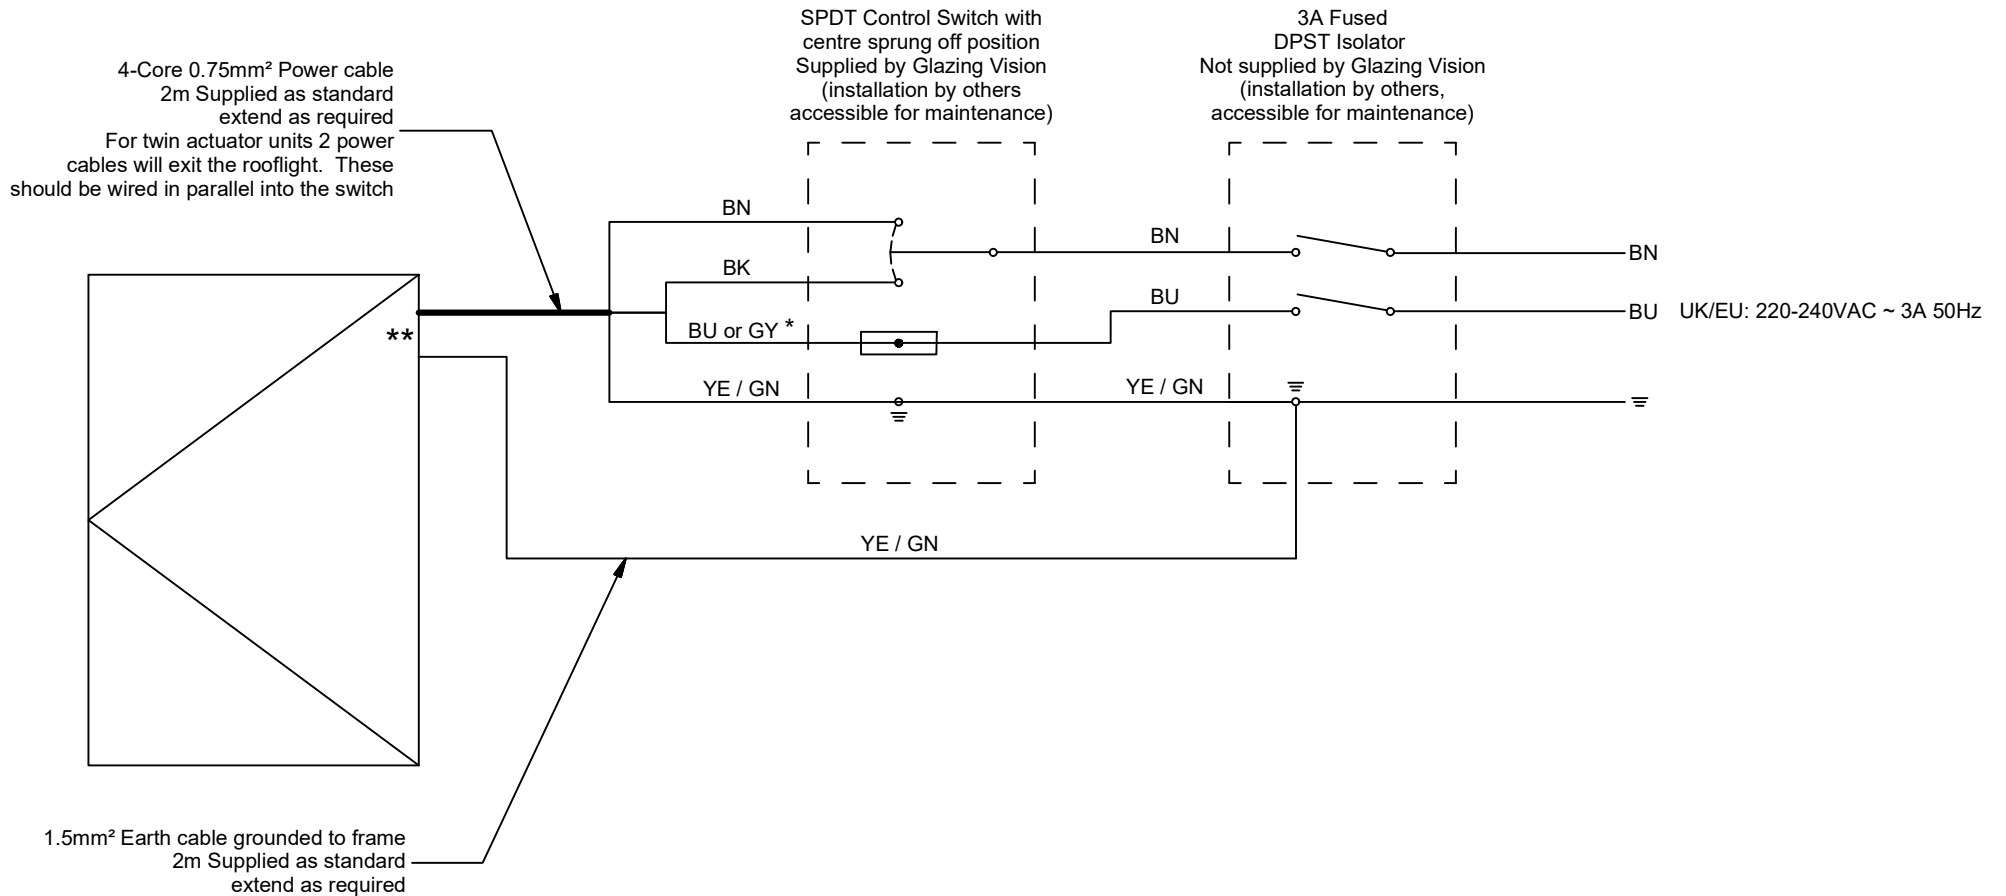 SPDT Control Switch with
centre sprung off position
Supplied by Glazing Vision
(installation by others
accessible for maintenance)
3A Fused
DPST Isolator
Not supplied by Glazing Vision
(installation by others,
accessible for maintenance)
4-Core 0.75mm² Power cable
2m Supplied as standard
extend as required
For twin actuator units 2 power
cables will exit the rooflight.  These
should be wired in parallel into the switch
BN
BN
BN
BK
BU
BU
UK/EU: 220-240VAC ~ 3A 50Hz
**
BU or GY *
YE / GN
YE / GN
YE / GN
1.5mm² Earth cable grounded to frame
2m Supplied as standard
extend as required